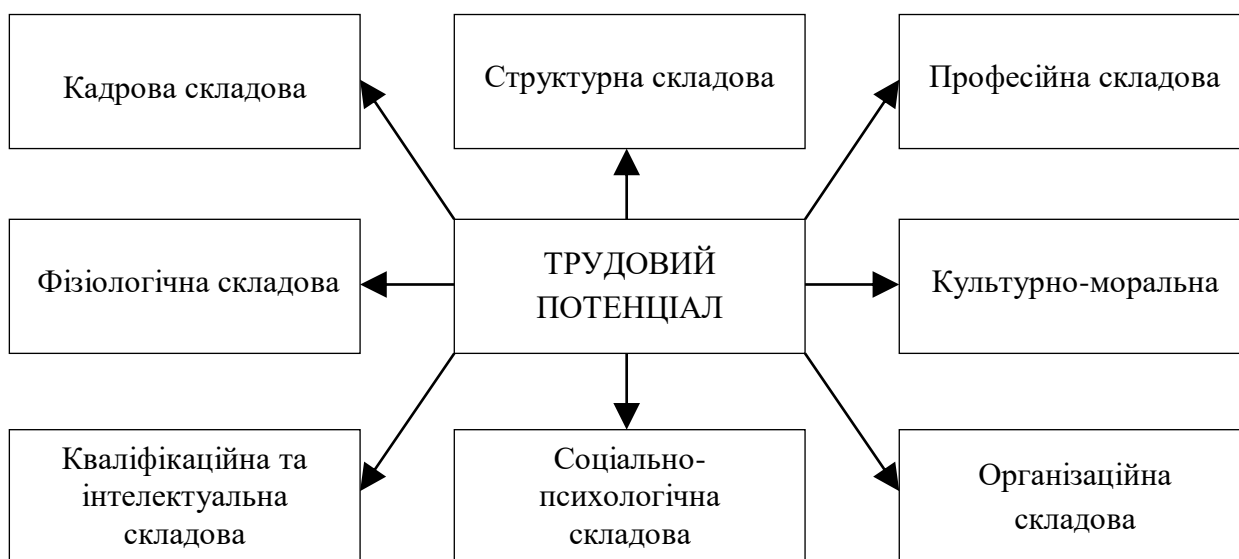 Кадрова складова
Структурна складова
Професійна складова
Фізіологічна складова
ТРУДОВИЙ
ПОТЕНЦІАЛ
Культурно-моральна
Кваліфікаційна та
інтелектуальна
складова
Соціально-
психологічна
складова
Організаційна
складова